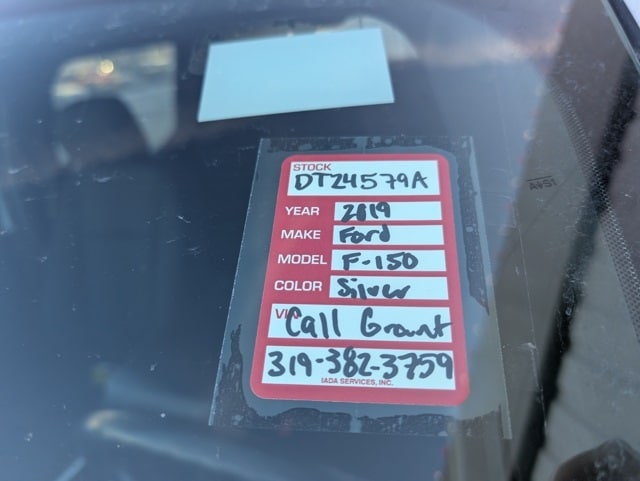 STOCK
DT24579A
YEAR 2019
MAKE Ford
MODEL F-150
COLOR Silver
VIN Call Grant
319-382-3759
IADA SERVICES, INC.